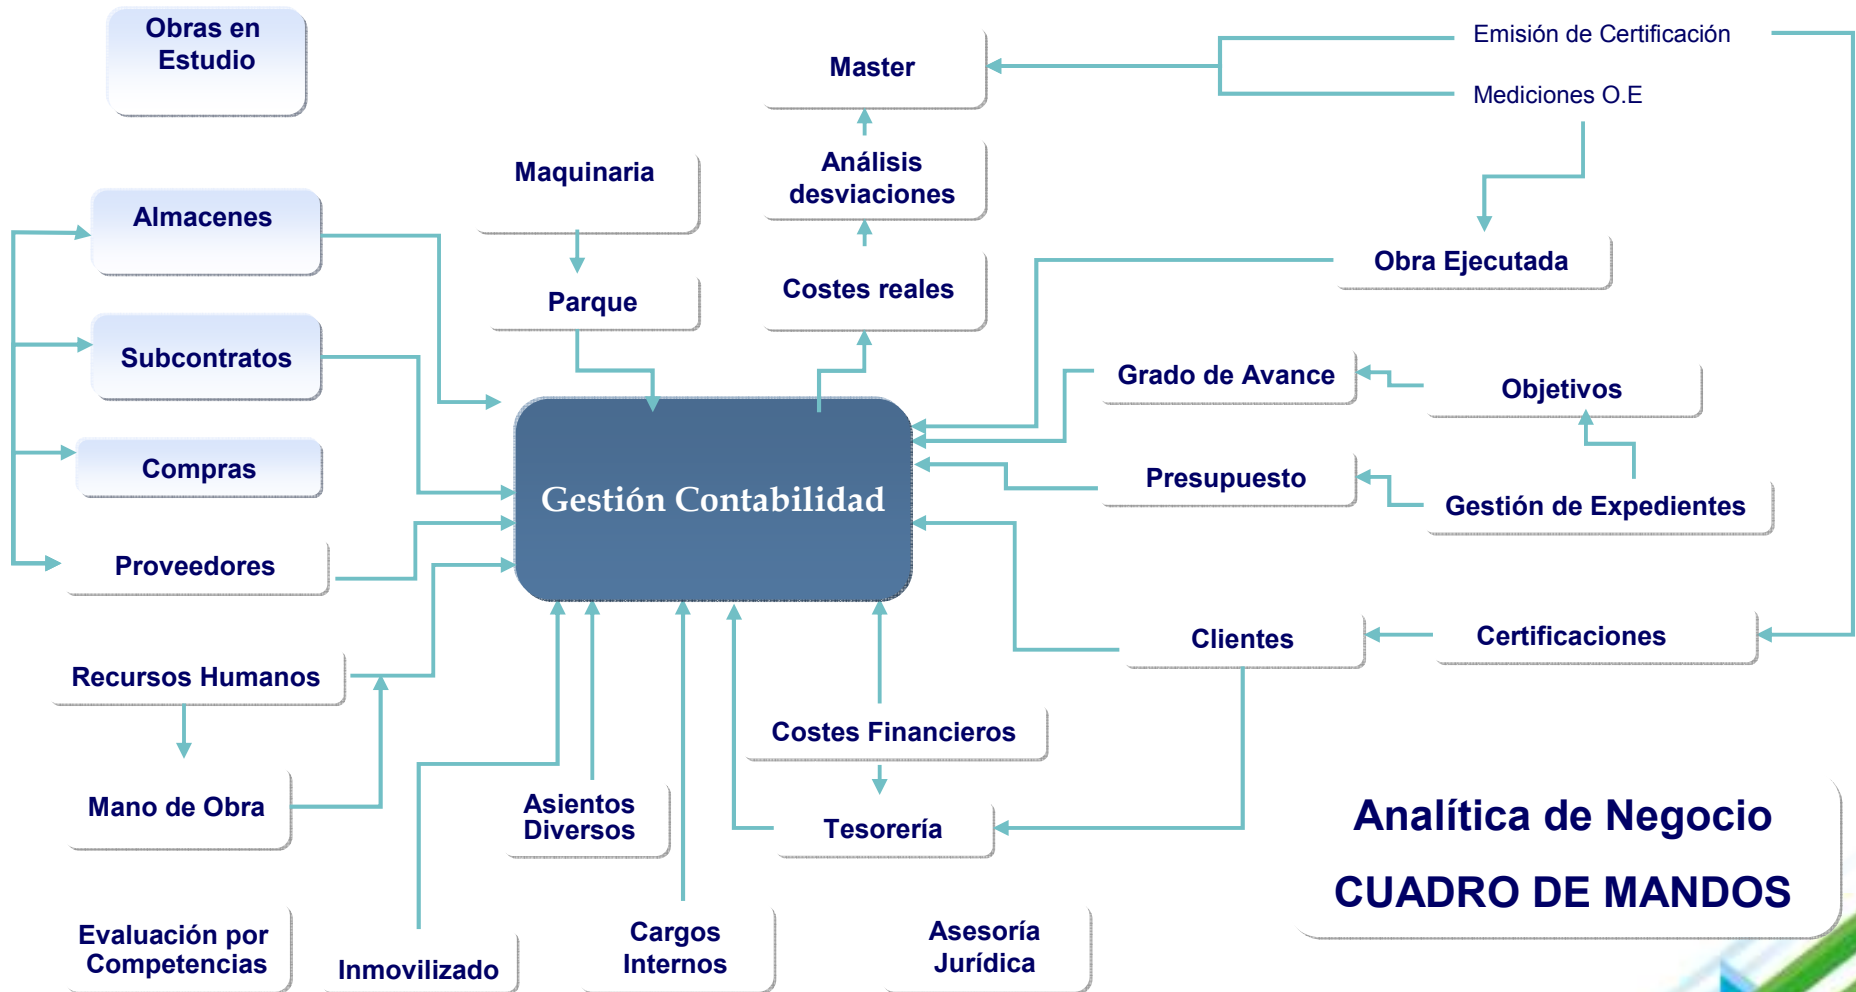 Obras en
Estudio
Emisión de Certificación
Master
Mediciones O.E
Maquinaria
Análisis
desviaciones
Almacenes
Obra Ejecutada
Costes reales
Parque
Subcontratos
Grado de Avance
Objetivos
Compras
Presupuesto
Gestión Contabilidad
Gestión de Expedientes
Proveedores
Clientes
Certificaciones
Recursos Humanos
Costes Financieros
Mano de Obra
Asientos
Diversos
Tesorería
Analítica de Negocio
CUADRO DE MANDOS
Evaluación por
Competencias
Inmovilizado
Cargos
Internos
Asesoría
Jurídica